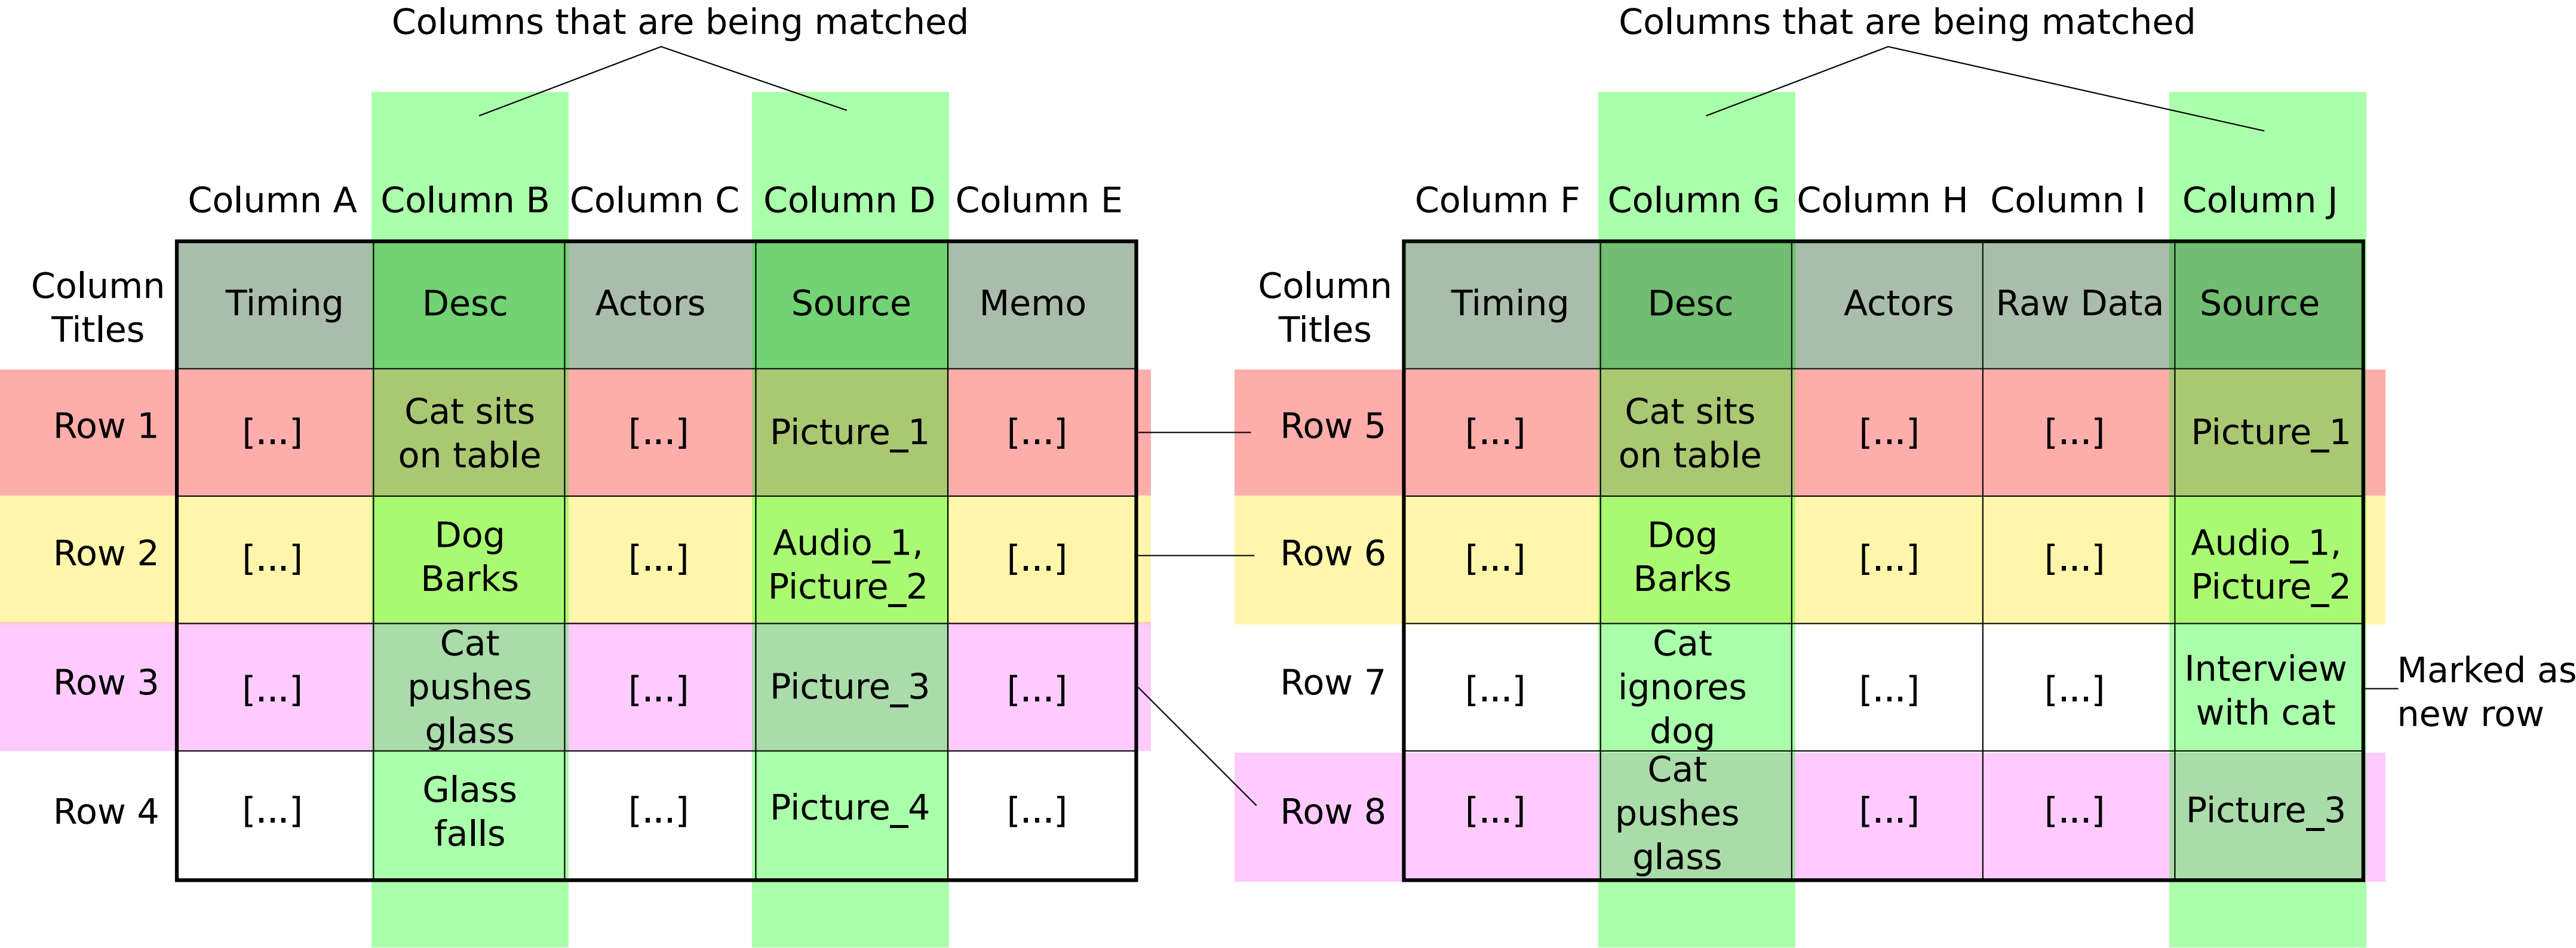 Columns that are being matched
Columns that are being matched
Column A Column B Column C Column D Column E
Column F Column G Column H Column I Column J
Column
Titles
Timing Desc Actors Source Memo
Column
Titles
Timing Desc Actors Raw Data Source
Row 1
[...]
Cat sits
on table
[...]
Picture_1
[...]
Row 5
[...]
Cat sits
on table
[...]
[...]
Picture_1
Row 2
[...]
Dog
Barks
[...]
Audio_1,
Picture_2
[...]
Row 6
[...]
Dog
Barks
[...]
[...]
Audio_1,
Picture_2
Row 3
[...]
Cat
pushes
glass
[...]
Picture_3
[...]
Row 7
[...]
Cat
ignores
dog
[...]
[...]
Interview
with cat
Marked as
new row
Row 4
[...]
Glass
falls
[...]
Picture_4
[...]
Row 8
[...]
Cat
pushes
glass
[...]
[...]
Picture_3